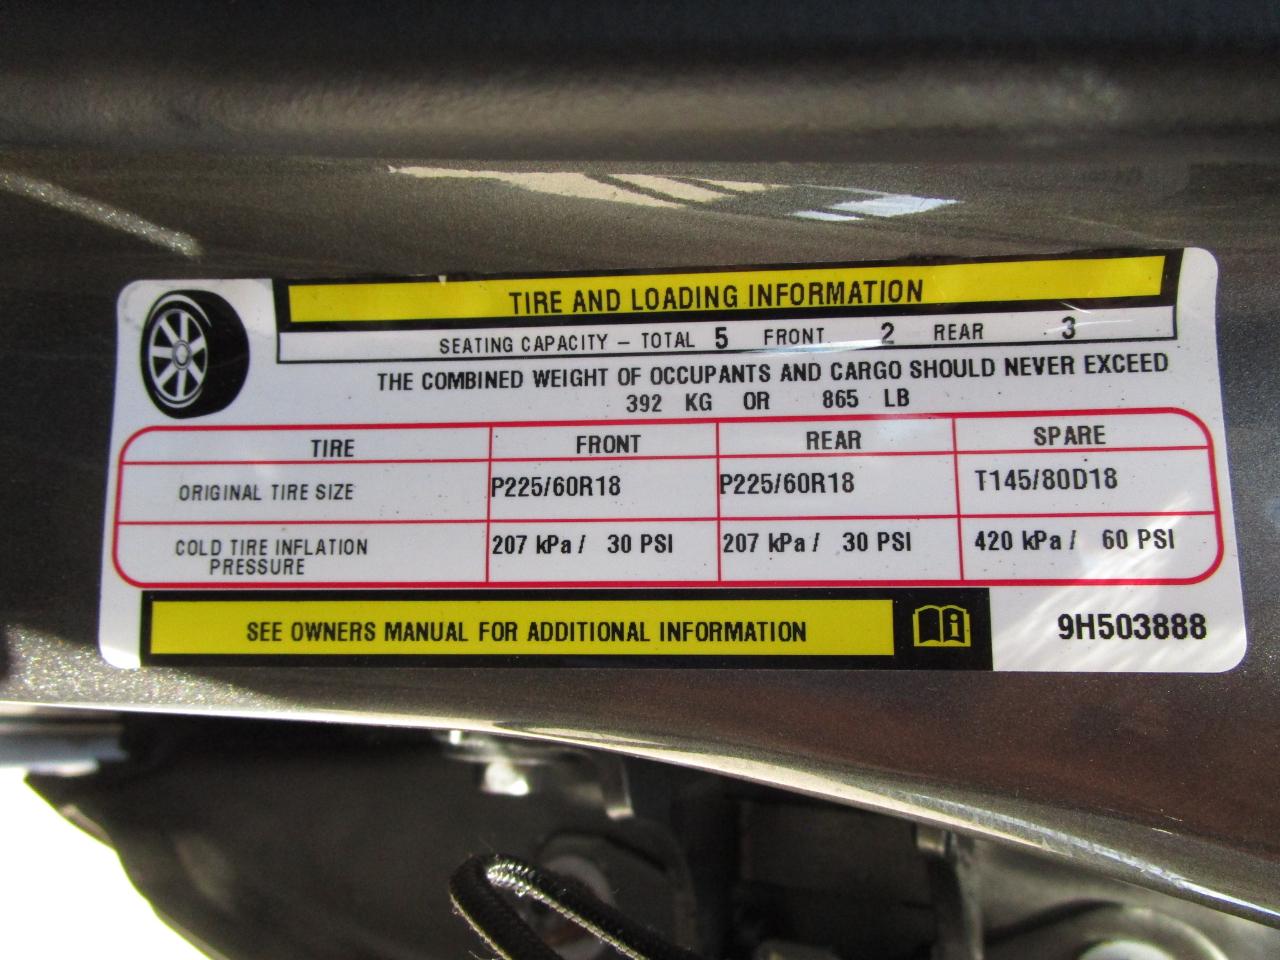 TIRE AND LOADING INFORMATION
SEATING CAPACITY – TOTAL 5 FRONT 2 REAR 3
THE COMBINED WEIGHT OF OCCUPANTS AND CARGO SHOULD NEVER EXCEED
392 KG OR 865 LB
TIRE FRONT REAR SPARE
ORIGINAL TIRE SIZE P225/60R18 P225/60R18 T145/80D18
COLD TIRE INFLATION PRESSURE 207 kPa / 30 PSI 207 kPa / 30 PSI 420 kPa / 60 PSI
SEE OWNERS MANUAL FOR ADDITIONAL INFORMATION
9H503888